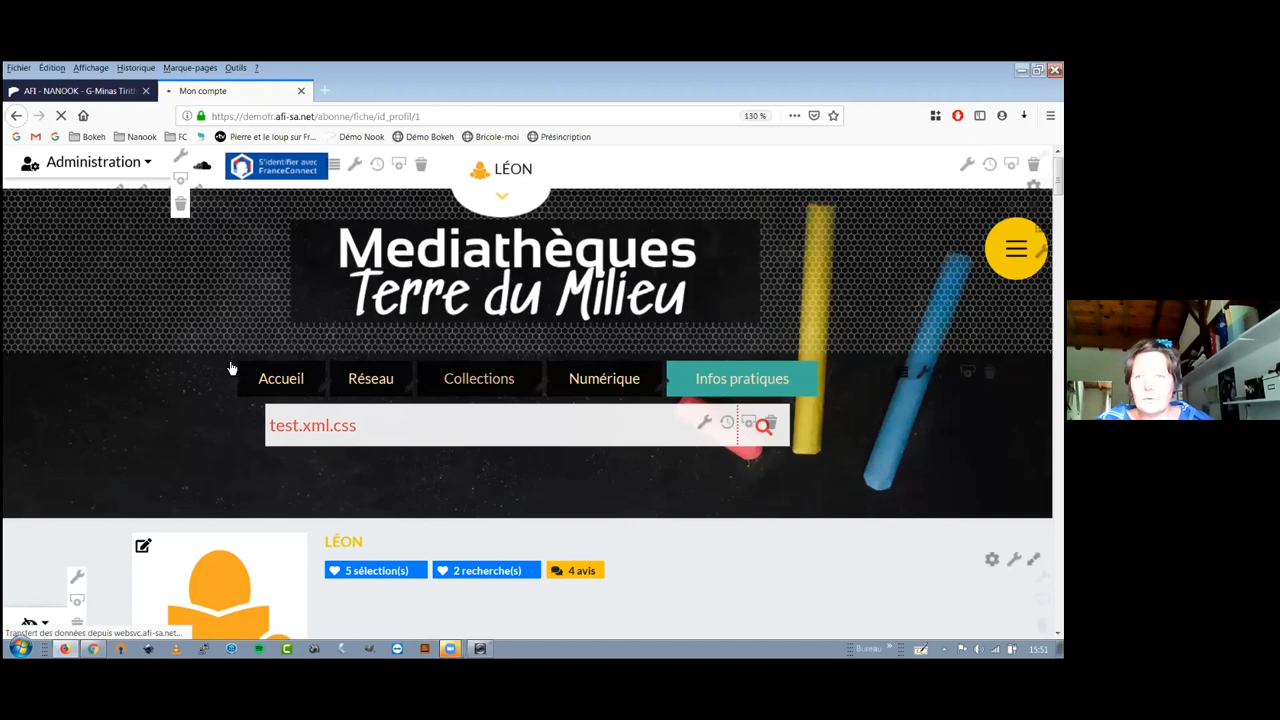 Fichier Édition Affichage Historique Marque-pages Outils ?
AFI - NANOOK - G-Minas Tirith Mon compte
https://demofr.afi-sa.net/abonne/fiche/id_profil/1 130 %
Bokeh Nanook FC Pierre et le loup sur Fr... Démo Nook Démo Bokeh Bricole-moi Présincription
Administration S'identifier avec
FranceConnect
LÉON
Mediathèques
Terre du Milieu
Accueil Réseau Collections Numérique Infos pratiques
test.xml.css
LÉON
5 sélection(s) 2 recherche(s) 4 avis
Transfert des données depuis websvc.afi-sa.net...
Bureau » 15:51